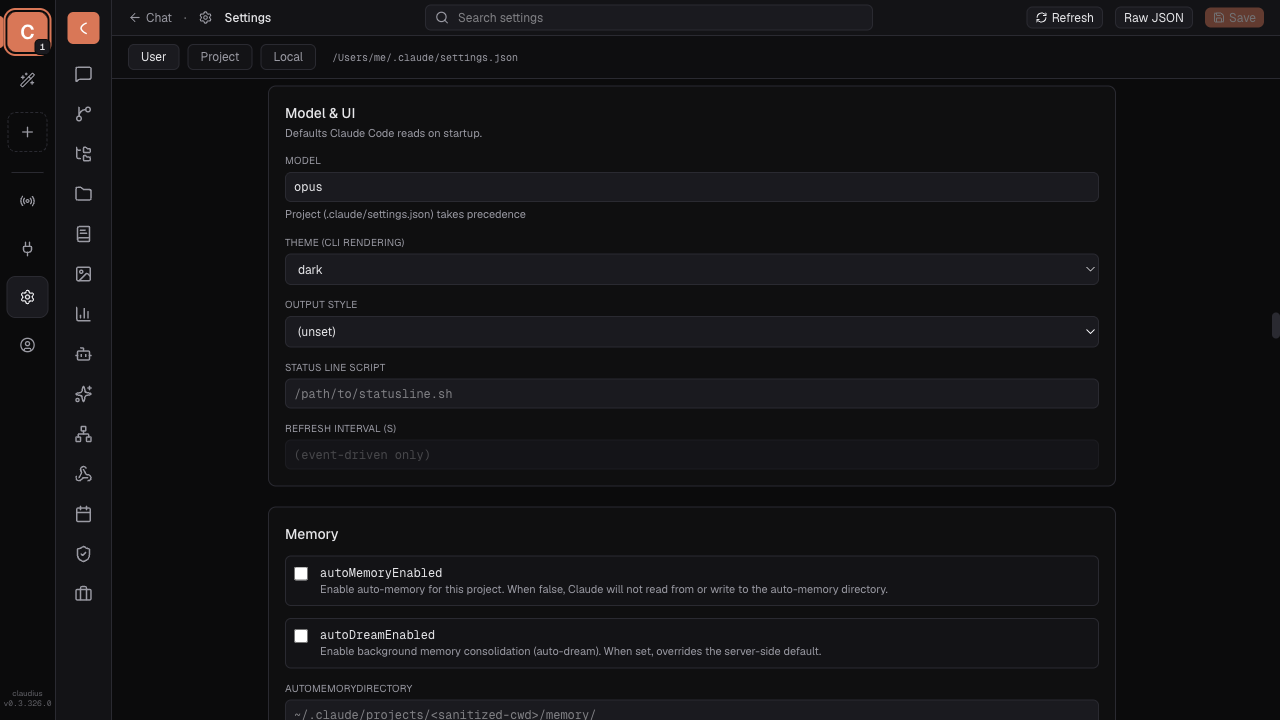 C
1
← Chat · Settings
Search settings
Refresh
Raw JSON
Save
User
Project
Local
/Users/me/.claude/settings.json
Model & UI
Defaults Claude Code reads on startup.
MODEL
opus
Project (.claude/settings.json) takes precedence
THEME (CLI RENDERING)
dark
OUTPUT STYLE
(unset)
STATUS LINE SCRIPT
/path/to/statusline.sh
REFRESH INTERVAL (S)
(event-driven only)
Memory
autoMemoryEnabled
Enable auto-memory for this project. When false, Claude will not read from or write to the auto-memory directory.
autoDreamEnabled
Enable background memory consolidation (auto-dream). When set, overrides the server-side default.
AUTOMEMORYDIRECTORY
~/.claude/projects/<sanitized-cwd>/memory/
claudius
v0.3.326.0